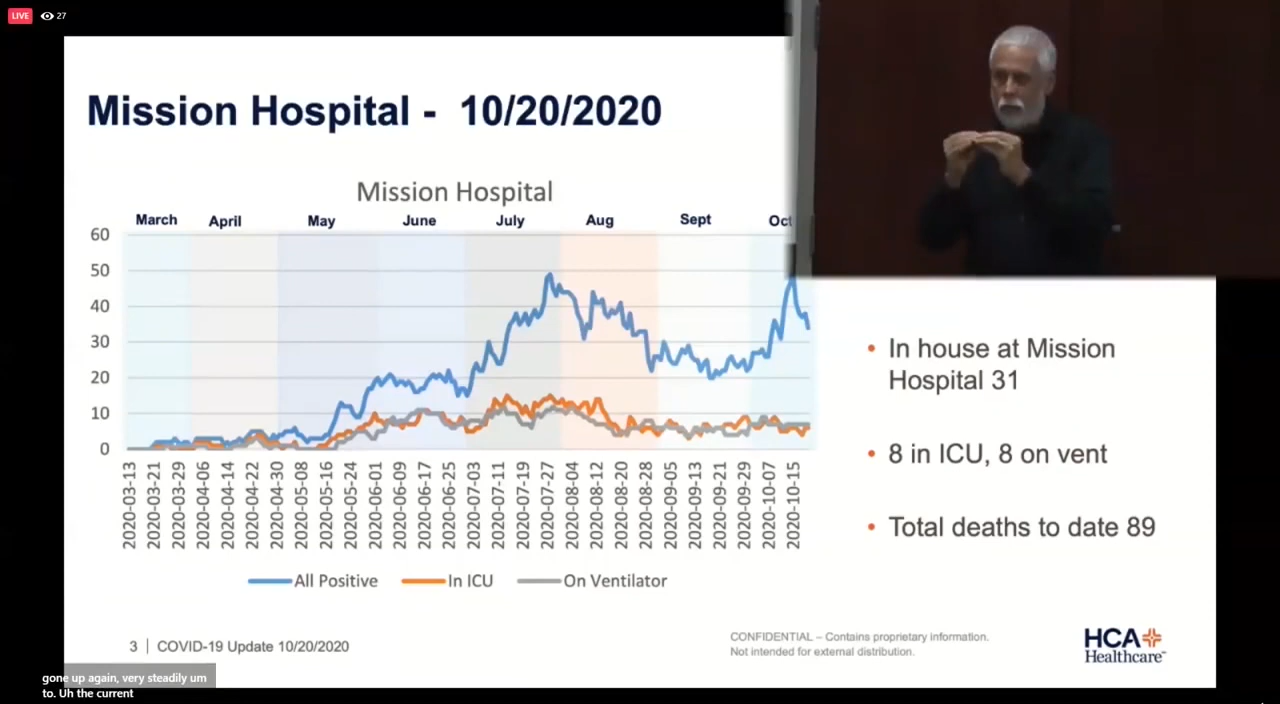 LIVE 27
Mission Hospital - 10/20/2020
Mission Hospital
March April May June July Aug Sept Oct
60
50
40
30
20
10
0
2020-03-13
2020-03-21
2020-03-29
2020-04-06
2020-04-14
2020-04-22
2020-04-30
2020-05-08
2020-05-16
2020-05-24
2020-06-01
2020-06-09
2020-06-17
2020-06-25
2020-07-03
2020-07-11
2020-07-19
2020-07-27
2020-08-04
2020-08-12
2020-08-20
2020-08-28
2020-09-05
2020-09-13
2020-09-21
2020-09-29
2020-10-07
2020-10-15
All Positive In ICU On Ventilator
• In house at Mission
Hospital 31
• 8 in ICU, 8 on vent
• Total deaths to date 89
3 | COVID-19 Update 10/20/2020
CONFIDENTIAL – Contains proprietary information.
Not intended for external distribution.
HCA
Healthcare™
gone up again, very steadily um
to. Uh the current